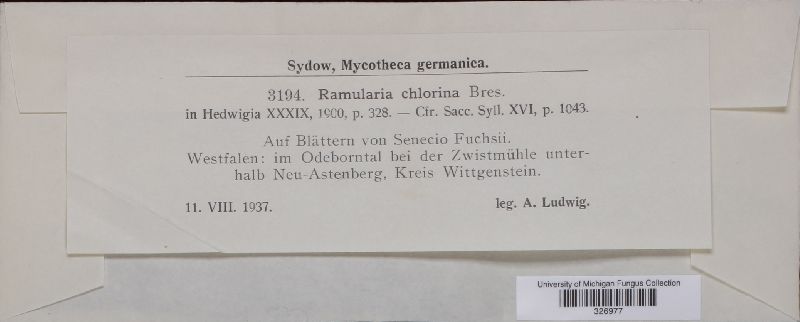 Sydow, Mycotheca germanica.
3194. Ramularia chlorina Bres.
in Hedwigia XXXIX, 1900, p. 328. — Cfr. Sacc. Syll. XVI, p. 1043.
Auf Blättern von Senecio Fuchsii.
Westfalen: im Odeborntal bei der Zwistmühle unter-
halb Neu-Astenberg, Kreis Wittgenstein.
11. VIII. 1937. leg. A. Ludwig.
University of Michigan Fungus Collection
326977